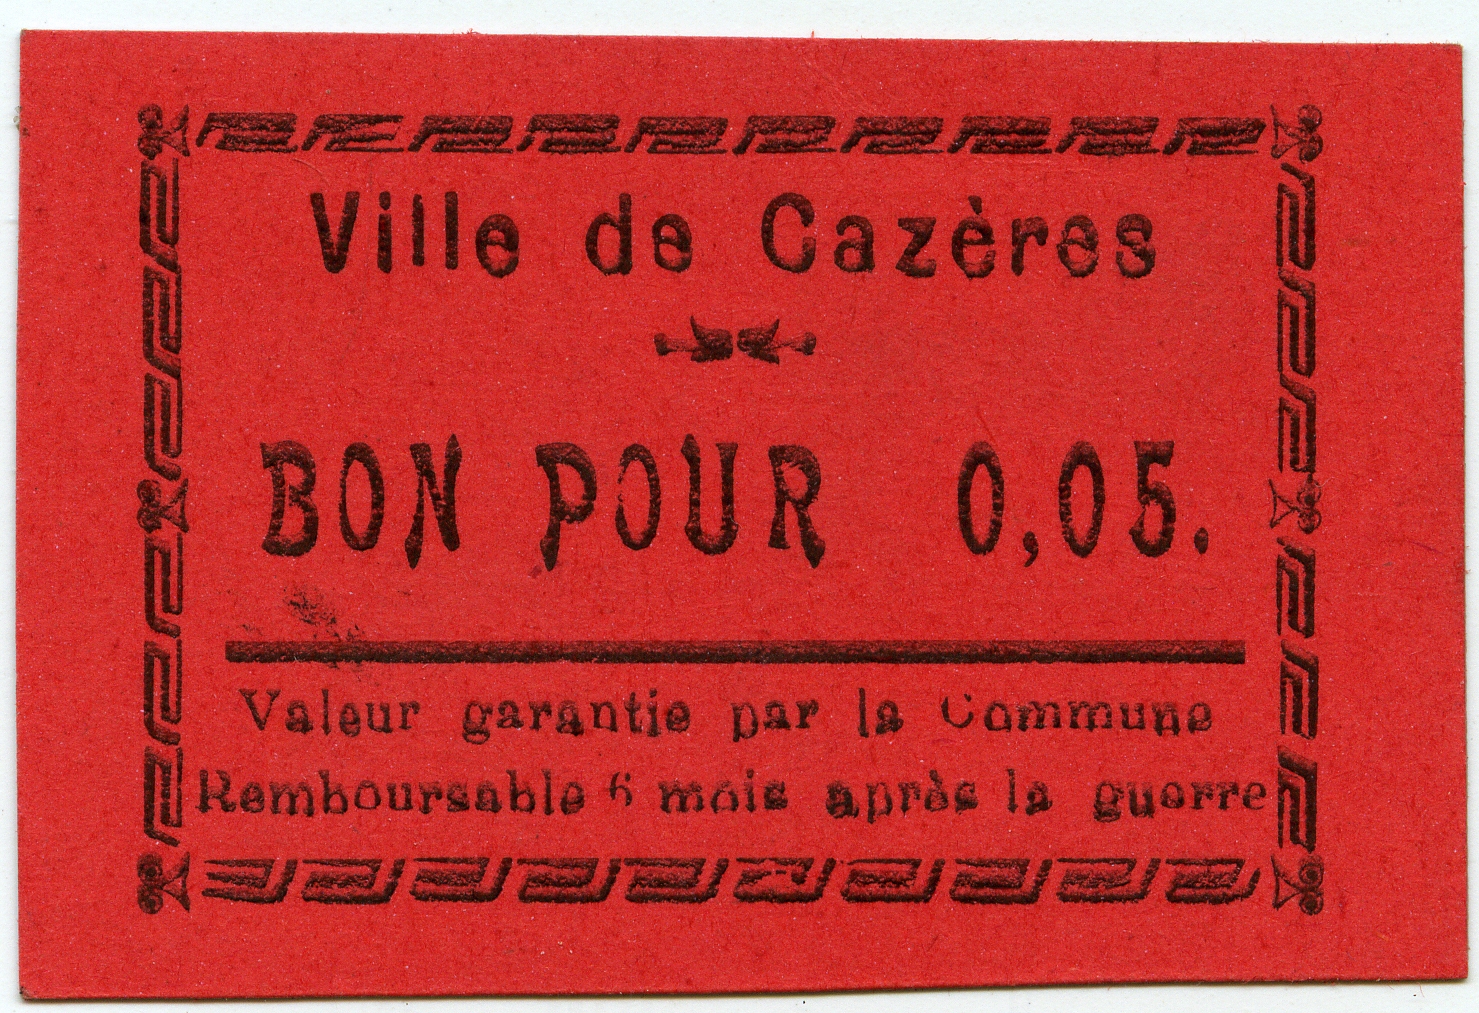 Ville de Cazères
BON POUR 0,05.
Valeur garantie par la Commune
Remboursable 6 mois après la guerre